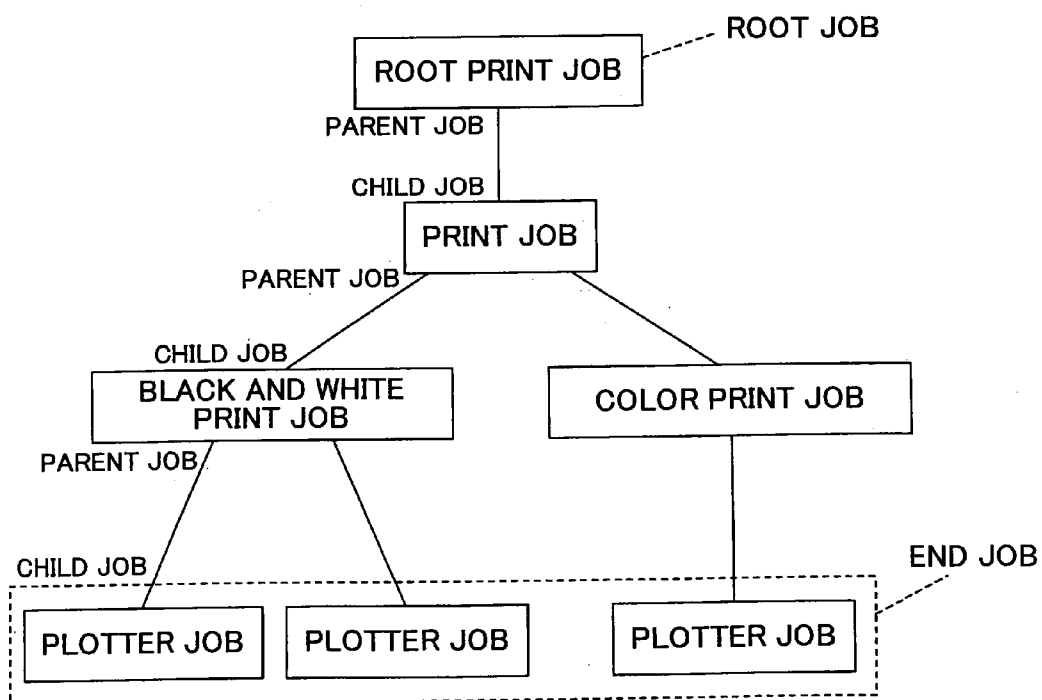 ROOT JOB
ROOT PRINT JOB
PARENT JOB
CHILD JOB
PRINT JOB
PARENT JOB
CHILD JOB
BLACK AND WHITE
PRINT JOB
COLOR PRINT JOB
PARENT JOB
CHILD JOB
END JOB
PLOTTER JOB
PLOTTER JOB
PLOTTER JOB